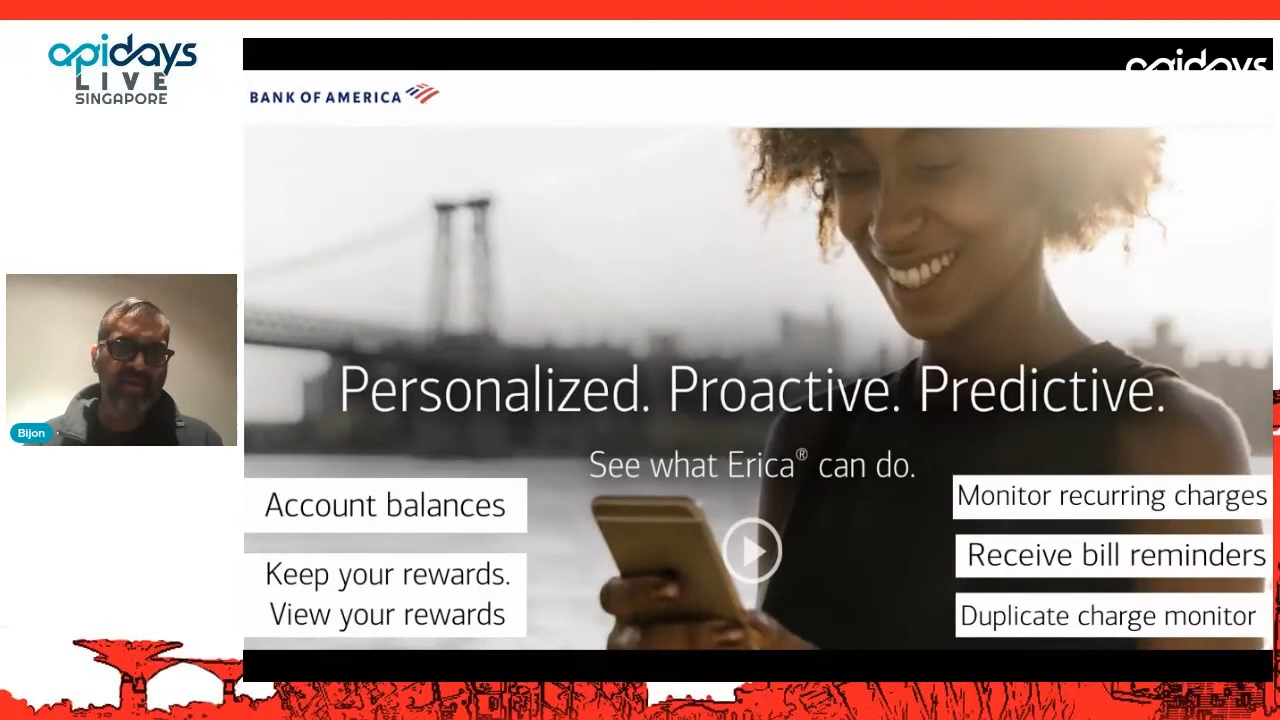 apidays
LIVE
SINGAPORE
apidays
BANK OF AMERICA
Personalized. Proactive. Predictive.
See what Erica® can do.
Account balances
Keep your rewards.
View your rewards
Monitor recurring charges
Receive bill reminders
Duplicate charge monitor
Bijon